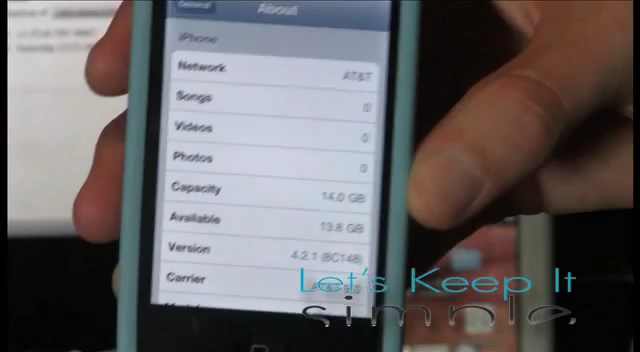 General About
iPhone
Network AT&T
Songs 0
Videos 0
Photos 0
Capacity 14.0 GB
Available 13.8 GB
Version 4.2.1 (8C148)
Carrier
Let's Keep It
simple.